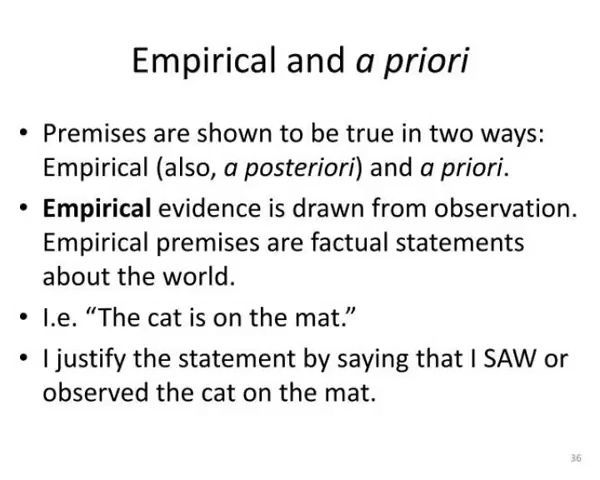 Empirical and a priori
• Premises are shown to be true in two ways:
Empirical (also, a posteriori) and a priori.
• Empirical evidence is drawn from observation.
Empirical premises are factual statements
about the world.
• I.e. “The cat is on the mat.”
• I justify the statement by saying that I SAW or
observed the cat on the mat.
36